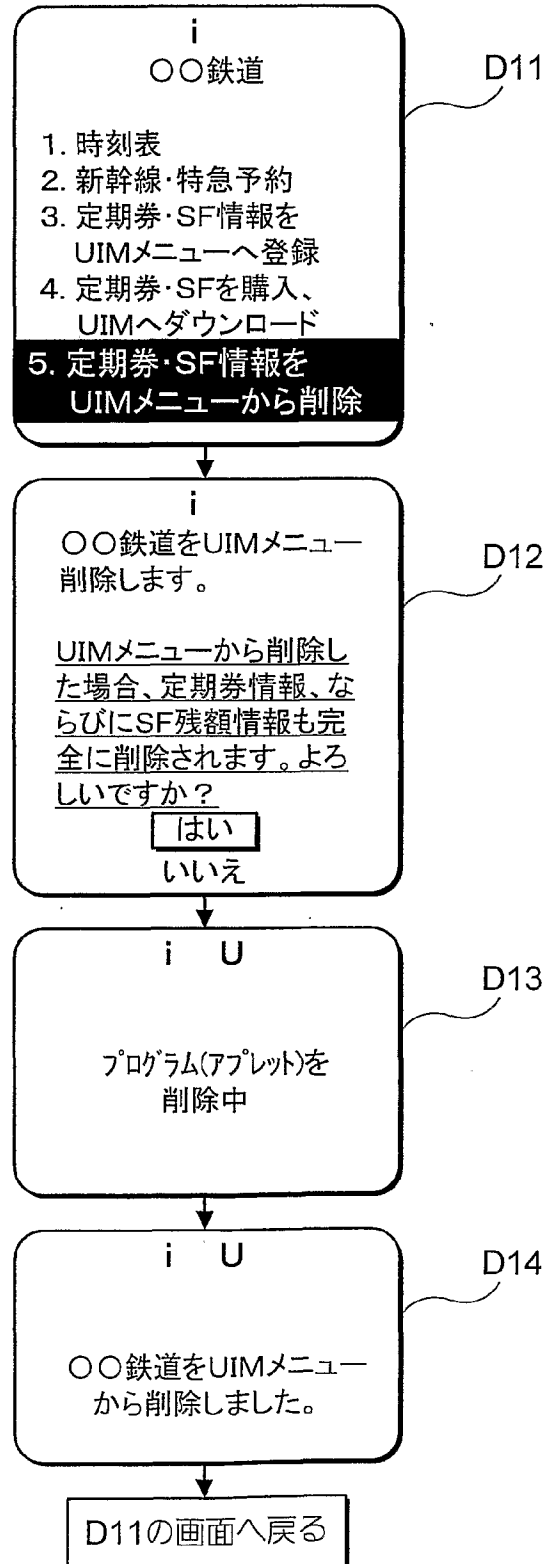 i
○○鉄道
D11
1. 時刻表
2. 新幹線・特急予約
3. 定期券・SF情報を
UIMメニューへ登録
4. 定期券・SFを購入、
UIMへダウンロード
5. 定期券・SF情報を
UIMメニューから削除
i
○○鉄道をUIMメニュー
削除します。
D12
UIMメニューから削除し
た場合、定期券情報、な
らびにSF残額情報も完
全に削除されます。よろ
しいですか？
はい
いいえ
i U
D13
プログラム(アプレット)を
削除中
i U
D14
○○鉄道をUIMメニュー
から削除しました。
D11の画面へ戻る